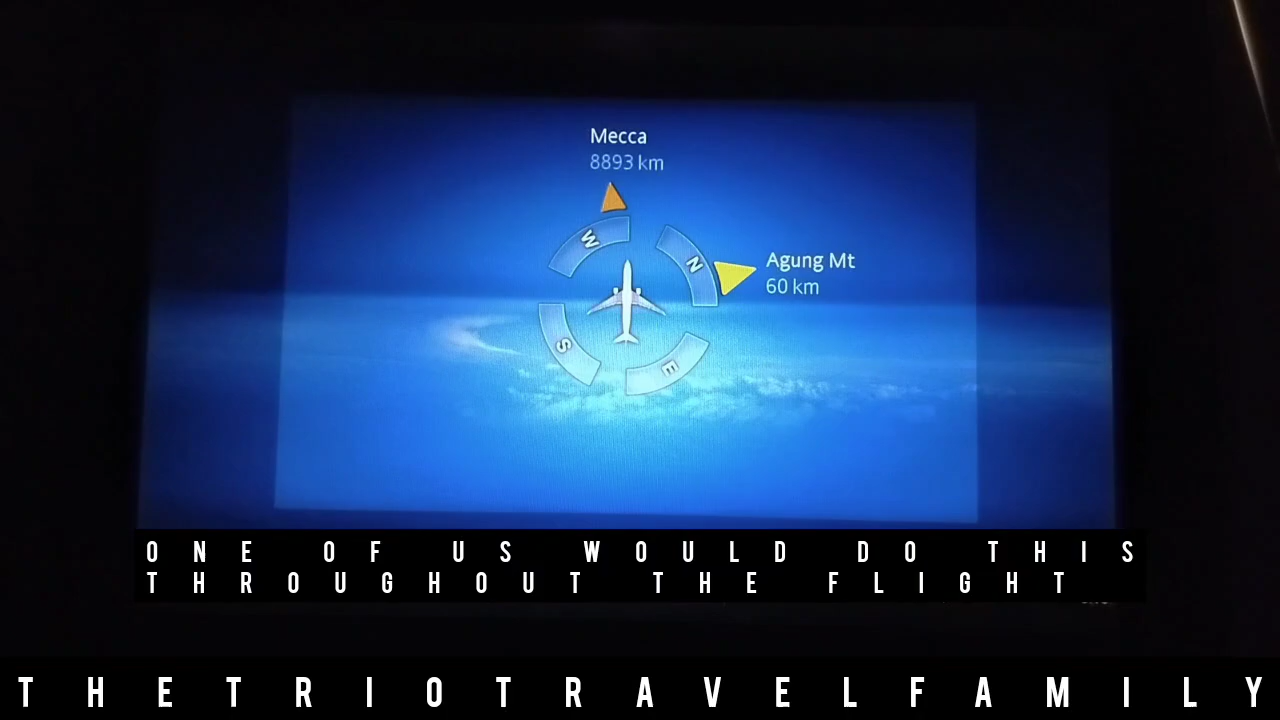 Mecca
8893 km
W
N
Agung Mt
60 km
S
E
ONE OF US WOULD DO THIS
THROUGHOUT THE FLIGHT
THETRIOTRAVELFAMILY